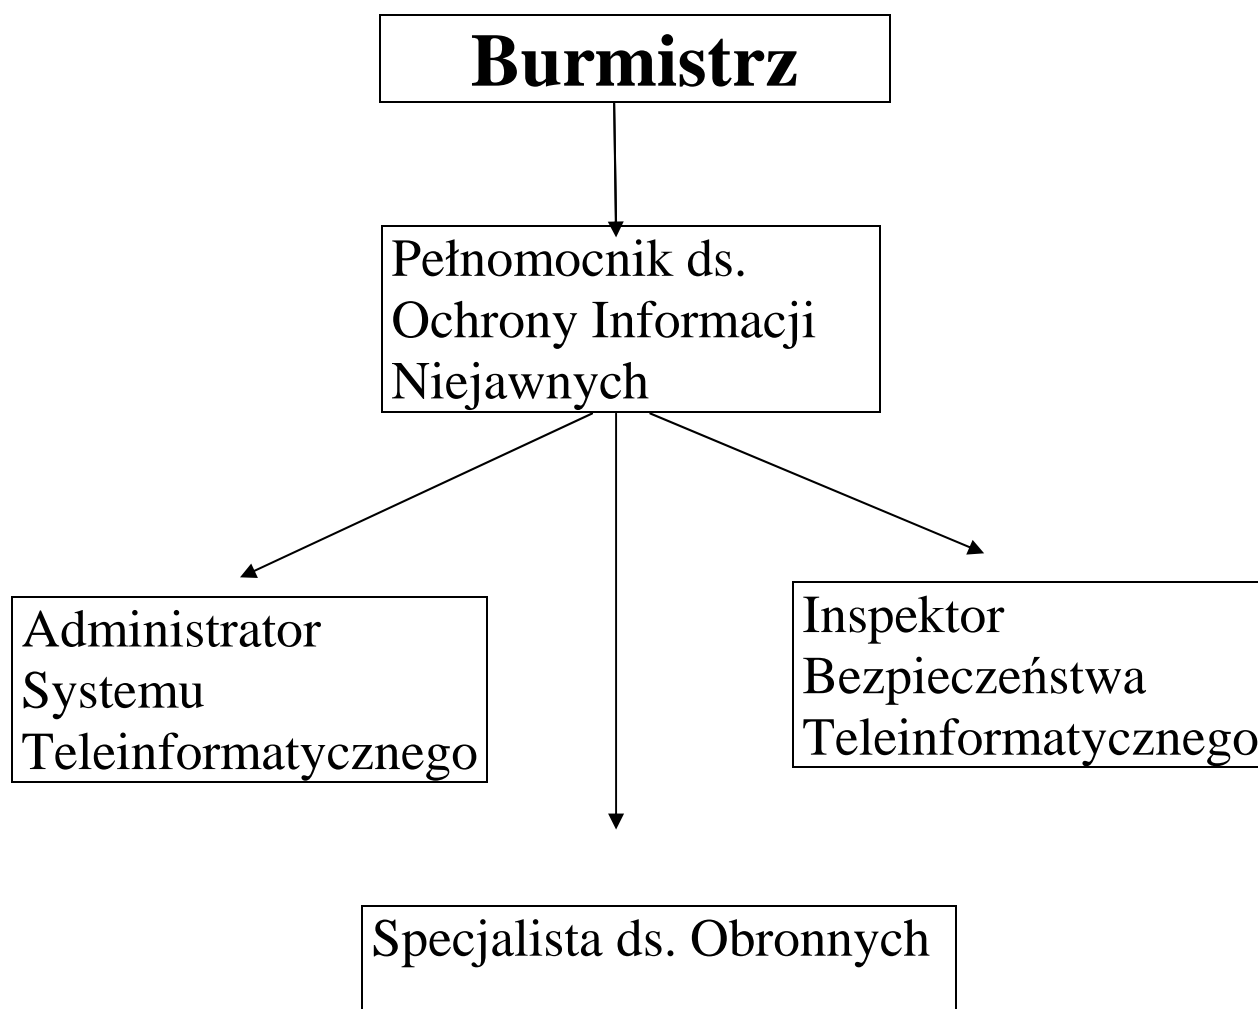 Burmistrz
Pełnomocnik ds.
Ochrony Informacji
Niejawnych
Administrator
Systemu
Teleinformatycznego
Inspektor
Bezpieczeństwa
Teleinformatycznego
Specjalista ds. Obronnych